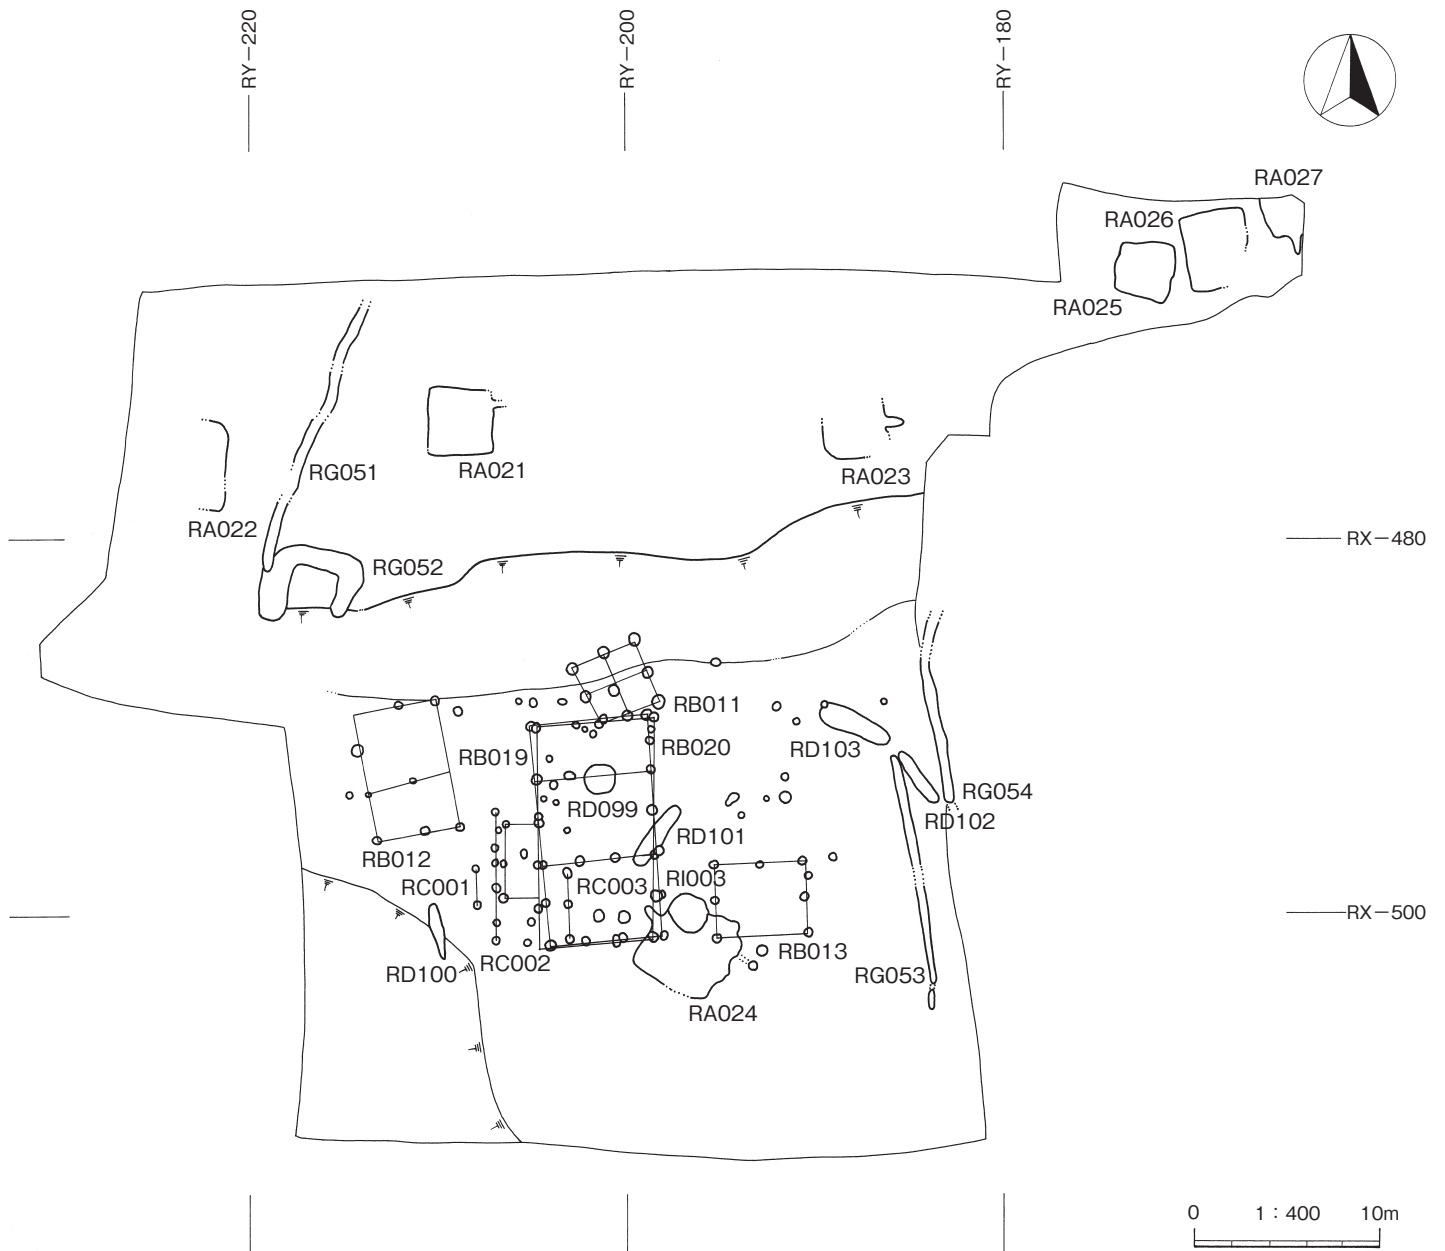 RY−220
RY−200
RY−180
RA027
RA026
RA025
RG051
RA021
RA023
RA022
RX−480
RG052
RB011
RB019
RB020
RD103
RG054
RD099
RD102
RD101
RB012
RC001
RC003
RI003
RX−500
RB013
RC002
RD100
RG053
RA024
0 1：400 10m